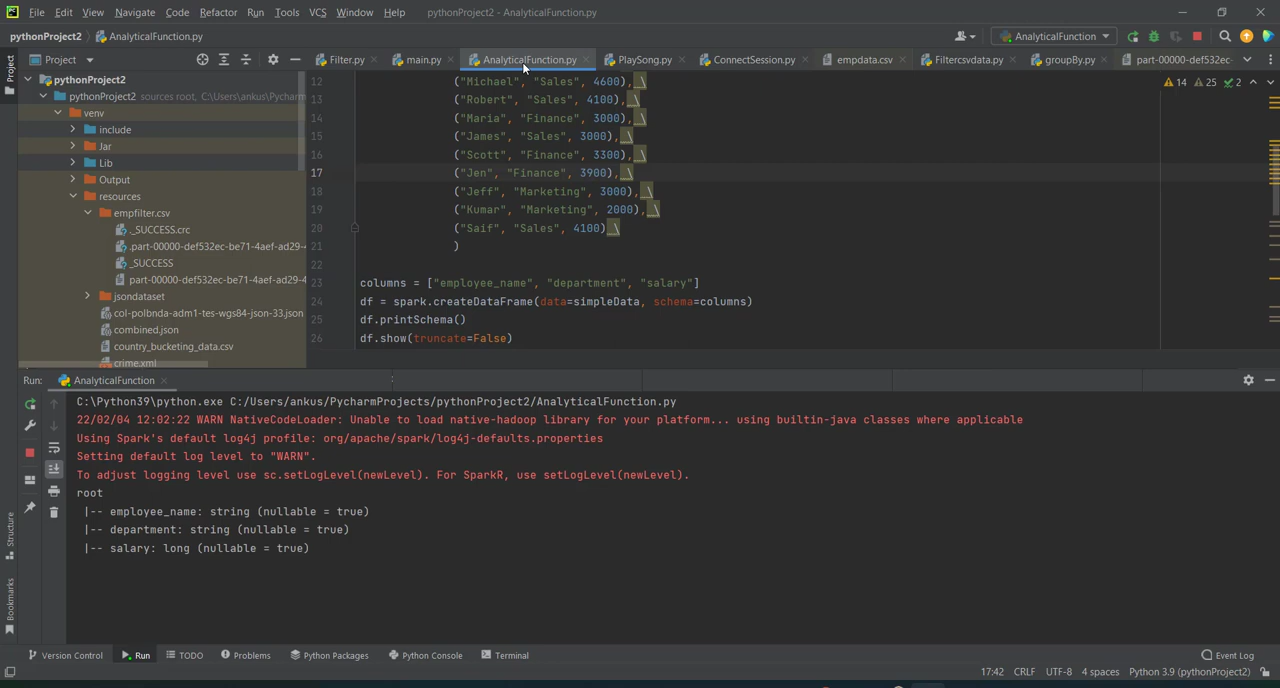 File Edit View Navigate Code Refactor Run Tools VCS Window Help pythonProject2 - AnalyticalFunction.py
pythonProject2 AnalyticalFunction.py AnalyticalFunction
Project Filter.py main.py AnalyticalFunction.py PlaySong.py ConnectSession.py empdata.csv Filtercsvdata.py groupBy.py part-00000-def532ec-
Project
pythonProject2
pythonProject2 sources root, C:\Users\ankus\Pycharm
venv
include
Jar
Lib
Output
resources
empfilter.csv
._SUCCESS.crc
.part-00000-def532ec-be71-4aef-ad29-4
_SUCCESS
part-00000-def532ec-be71-4aef-ad29-4
jsondataset
col-polbnda-adm1-tes-wgs84-json-33.json
combined.json
country_bucketing_data.csv
crime.xml
14 25 2
12 ("Michael", "Sales", 4600), \
13 ("Robert", "Sales", 4100), \
14 ("Maria", "Finance", 3000), \
15 ("James", "Sales", 3000), \
16 ("Scott", "Finance", 3300), \
17 ("Jen", "Finance", 3900), \
18 ("Jeff", "Marketing", 3000), \
19 ("Kumar", "Marketing", 2000), \
20 ("Saif", "Sales", 4100) \
21 )
22
23 columns = ["employee_name", "department", "salary"]
24 df = spark.createDataFrame(data=simpleData, schema=columns)
25 df.printSchema()
26 df.show(truncate=False)
Run: AnalyticalFunction
C:\Python39\python.exe C:/Users/ankus/PycharmProjects/pythonProject2/AnalyticalFunction.py
22/02/04 12:02:22 WARN NativeCodeLoader: Unable to load native-hadoop library for your platform... using builtin-java classes where applicable
Using Spark's default log4j profile: org/apache/spark/log4j-defaults.properties
Setting default log level to "WARN".
To adjust logging level use sc.setLogLevel(newLevel). For SparkR, use setLogLevel(newLevel).
root
|-- employee_name: string (nullable = true)
|-- department: string (nullable = true)
|-- salary: long (nullable = true)
Structure
Bookmarks
Version Control Run TODO Problems Python Packages Python Console Terminal Event Log
17:42 CRLF UTF-8 4 spaces Python 3.9 (pythonProject2)